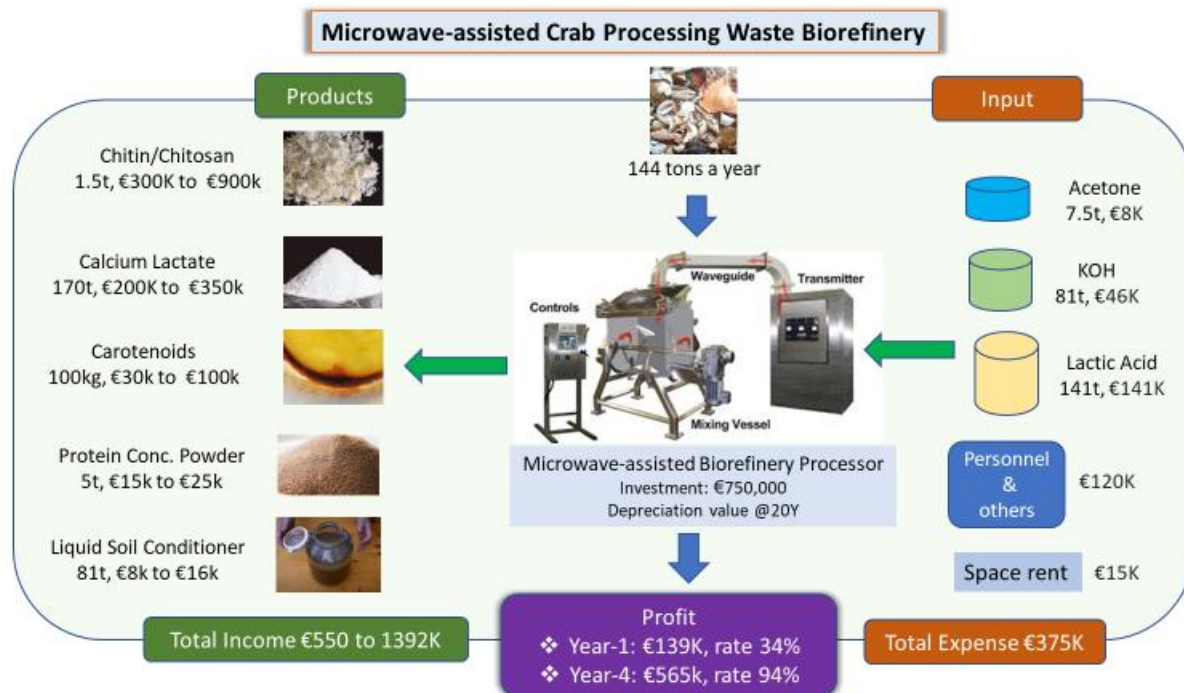 Microwave-assisted Crab Processing Waste Biorefinery
Products
Chitin/Chitosan
1.5t, €300K to €900k
Calcium Lactate
170t, €200K to €350k
Carotenoids
100kg, €30k to €100k
Protein Conc. Powder
5t, €15k to €25k
Liquid Soil Conditioner
81t, €8k to €16k
Total Income €550 to 1392K
144 tons a year
Waveguide
Transmitter
Controls
Mixing Vessel
Microwave-assisted Biorefinery Processor
Investment: €750,000
Depreciation value @20Y
Profit
❖ Year-1: €139K, rate 34%
❖ Year-4: €565k, rate 94%
Input
Acetone
7.5t, €8K
KOH
81t, €46K
Lactic Acid
141t, €141K
Personnel
&
others
€120K
Space rent
€15K
Total Expense €375K